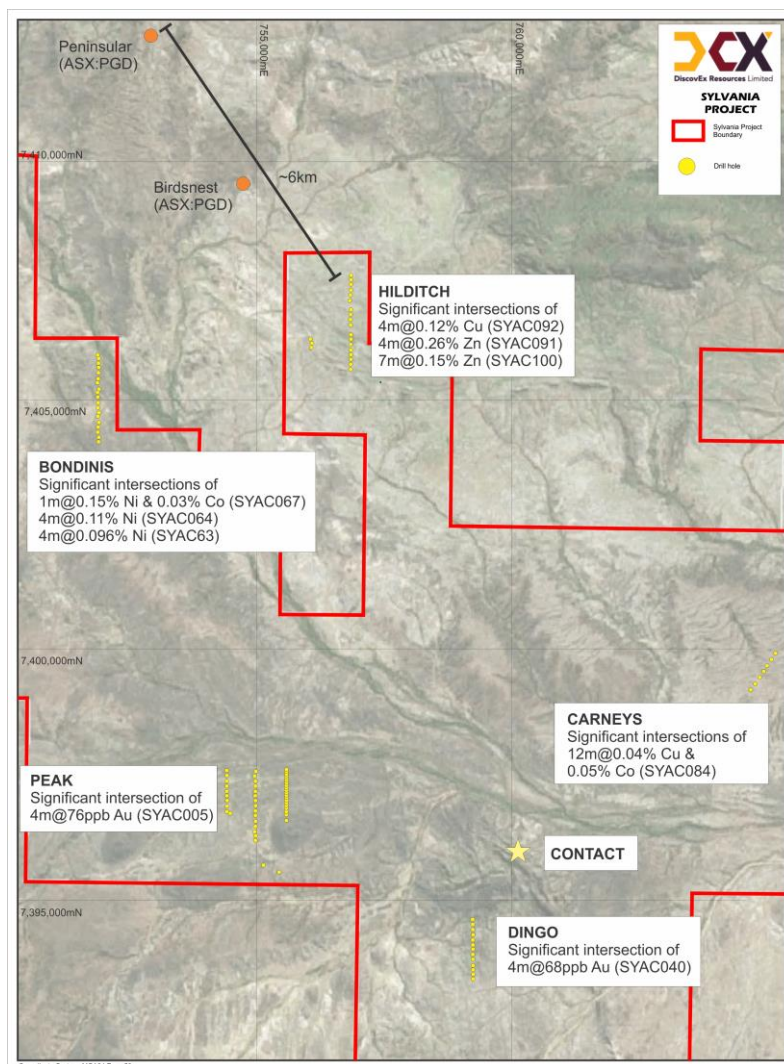 Peninsular
(ASX:PGD)
755,000mE
760,000mE
DCX
DiscovEx Resources Limited
SYLVANIA
PROJECT
Sylvania Project
Boundary
Drill hole
7,410,000mN
~6km
Birdsnest
(ASX:PGD)
HILDITCH
Significant intersections of
4m@0.12% Cu (SYAC092)
4m@0.26% Zn (SYAC091)
7m@0.15% Zn (SYAC100)
7,405,000mN
BONDINIS
Significant intersections of
1m@0.15% Ni & 0.03% Co (SYAC067)
4m@0.11% Ni (SYAC064)
4m@0.096% Ni (SYAC63)
7,400,000mN
CARNEYS
Significant intersections of
12m@0.04% Cu &
0.05% Co (SYAC084)
PEAK
Significant intersection of
4m@76ppb Au (SYAC005)
CONTACT
7,395,000mN
DINGO
Significant intersection of
4m@68ppb Au (SYAC040)